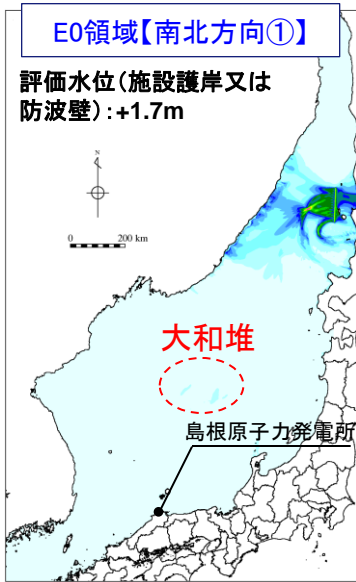 E0領域【南北方向①】
評価水位(施設護岸又は
防波壁):+1.7m
N
0 200 km
大和堆
島根原子力発電所